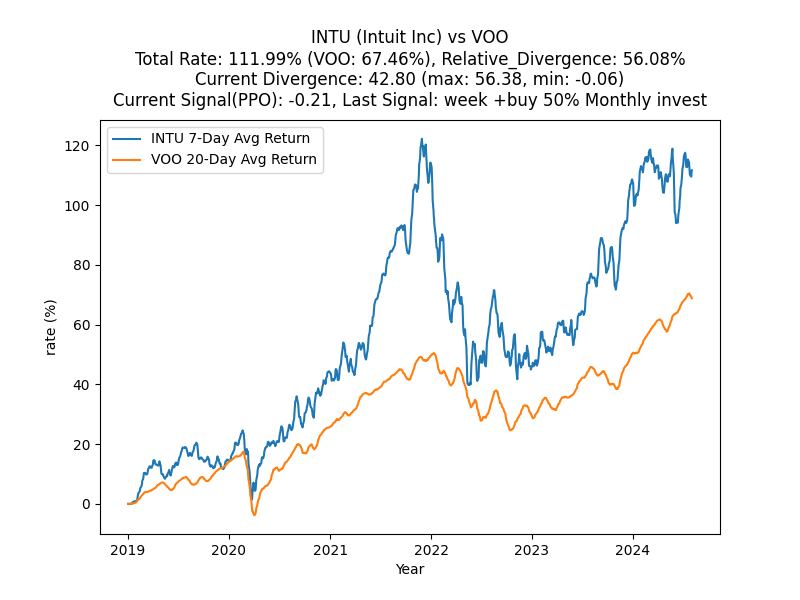 INTU (Intuit Inc) vs VOO
Total Rate: 111.99% (VOO: 67.46%), Relative_Divergence: 56.08%
Current Divergence: 42.80 (max: 56.38, min: -0.06)
Current Signal(PPO): -0.21, Last Signal: week +buy 50% Monthly invest
INTU 7-Day Avg Return
VOO 20-Day Avg Return
120
100
80
60
40
20
0
rate (%)
2019 2020 2021 2022 2023 2024
Year